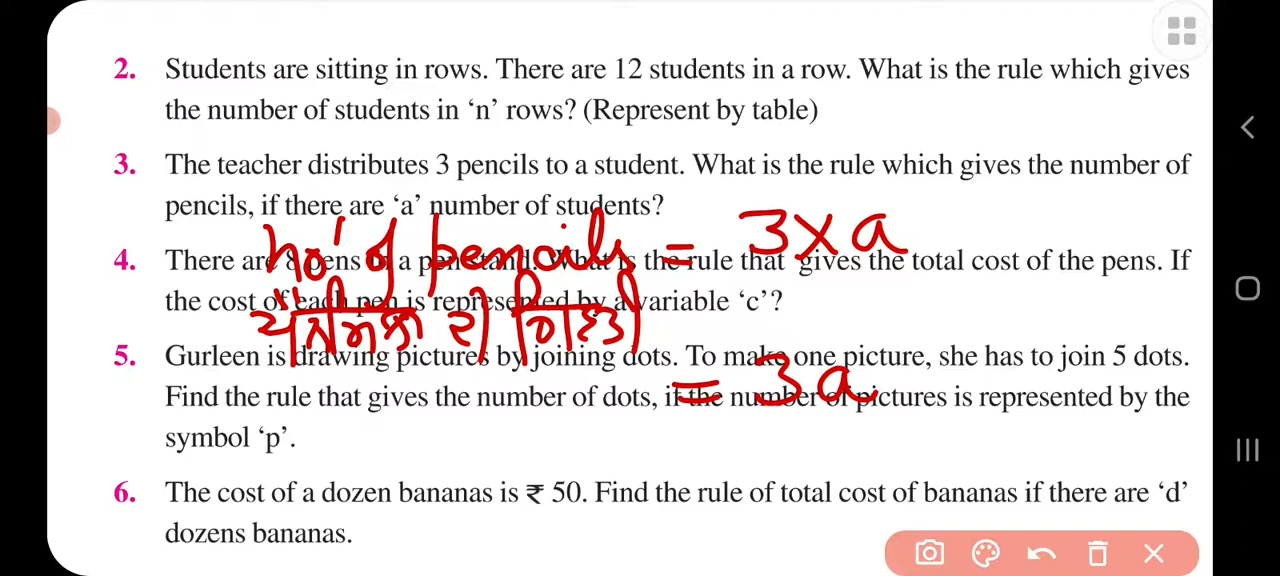 2. Students are sitting in rows. There are 12 students in a row. What is the rule which gives
the number of students in ‘n’ rows? (Represent by table)
3. The teacher distributes 3 pencils to a student. What is the rule which gives the number of
pencils, if there are ‘a’ number of students?
no' of pencils = 3 × a
4. There are 8 pens in a pen stand. What is the rule that gives the total cost of the pens. If
the cost of each pen is represented by a variable ‘c’?
5. Gurleen is drawing pictures by joining dots. To make one picture, she has to join 5 dots.
= 3a
Find the rule that gives the number of dots, if the number of pictures is represented by the
symbol ‘p’.
6. The cost of a dozen bananas is ₹ 50. Find the rule of total cost of bananas if there are ‘d’
dozens bananas.